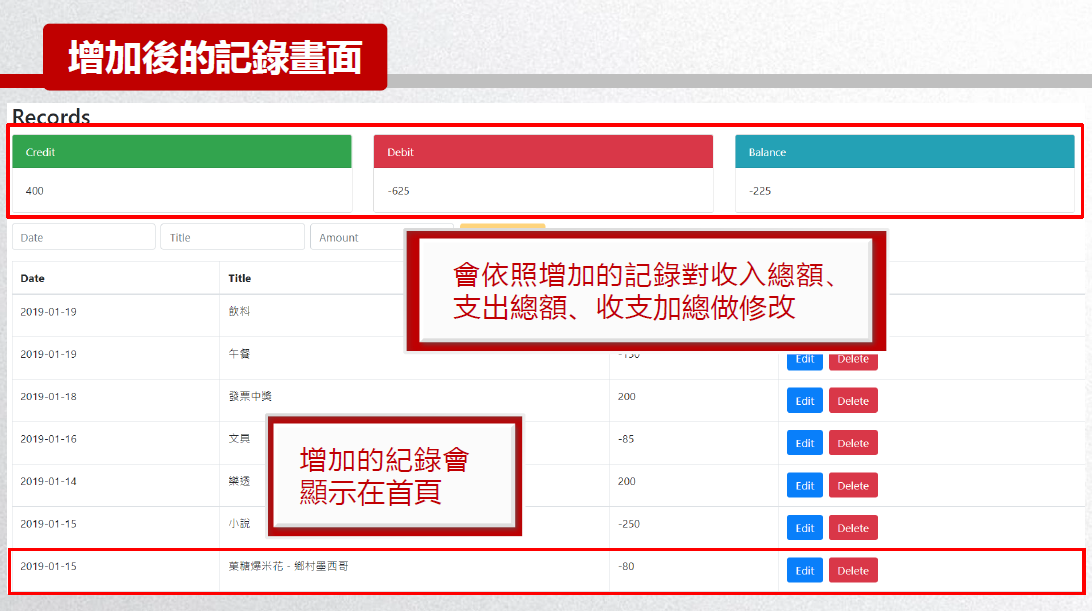 增加後的記錄畫面
Records
Credit
Debit
Balance
400
-625
-225
Date
Title
Amount
會依照增加的記錄對收入總額、
支出總額、收支加總做修改
Date
Title
2019-01-19
飲料
2019-01-19
午餐
-130
Edit
Delete
2019-01-18
發票中獎
200
Edit
Delete
2019-01-16
文具
-85
Edit
Delete
增加的紀錄會
顯示在首頁
2019-01-14
樂透
200
Edit
Delete
2019-01-15
小說
-250
Edit
Delete
2019-01-15
菓糖爆米花 - 鄉村墨西哥
-80
Edit
Delete